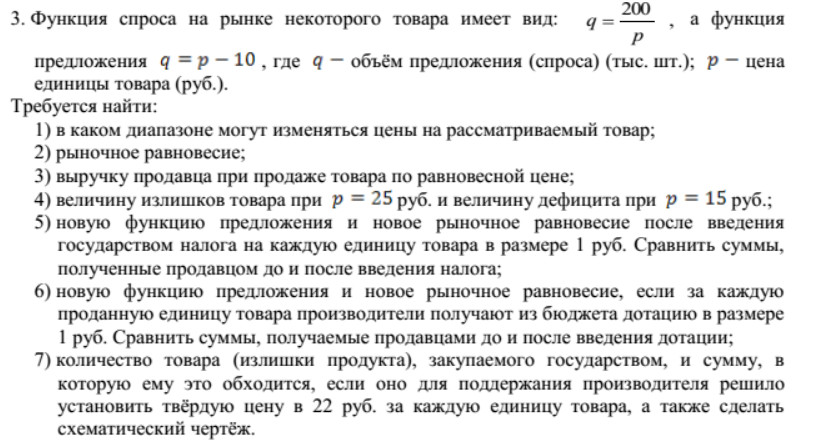 3. Функция спроса на рынке некоторого товара имеет вид: q = 200/p , а функция
предложения q = p − 10 , где q − объём предложения (спроса) (тыс. шт.); p − цена
единицы товара (руб.).
Требуется найти:
1) в каком диапазоне могут изменяться цены на рассматриваемый товар;
2) рыночное равновесие;
3) выручку продавца при продаже товара по равновесной цене;
4) величину излишков товара при p = 25 руб. и величину дефицита при p = 15 руб.;
5) новую функцию предложения и новое рыночное равновесие после введения
государством налога на каждую единицу товара в размере 1 руб. Сравнить суммы,
полученные продавцом до и после введения налога;
6) новую функцию предложения и новое рыночное равновесие, если за каждую
проданную единицу товара производители получают из бюджета дотацию в размере
1 руб. Сравнить суммы, получаемые продавцами до и после введения дотации;
7) количество товара (излишки продукта), закупаемого государством, и сумму, в
которую ему это обходится, если оно для поддержания производителя решило
установить твёрдую цену в 22 руб. за каждую единицу товара, а также сделать
схематический чертёж.